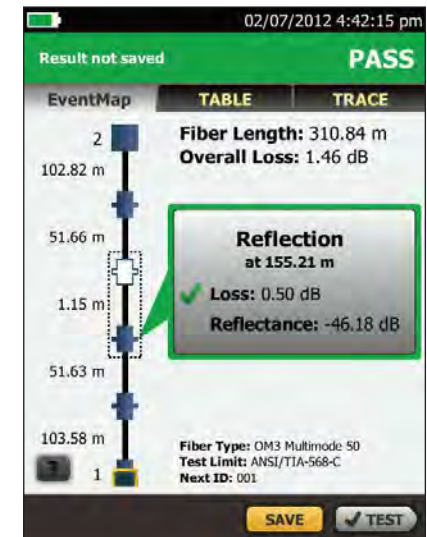 02/07/2012 4:42:15 pm
Result not saved
PASS
EventMap
TABLE
TRACE
2
Fiber Length: 310.84 m
Overall Loss: 1.46 dB
102.82 m
51.66 m
Reflection
at 155.21 m
Loss: 0.50 dB
Reflectance: -46.18 dB
1.15 m
51.63 m
103.58 m
1
Fiber Type: OM3 Multimode 50
Test Limit: ANSI/TIA-568-C
Next ID: 001
SAVE
TEST